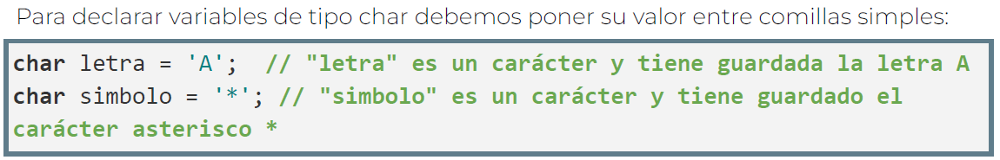 Para declarar variables de tipo char debemos poner su valor entre comillas simples:
char letra = 'A';  // "letra" es un carácter y tiene guardada la letra A
char simbolo = '*'; // "simbolo" es un carácter y tiene guardado el
carácter asterisco *